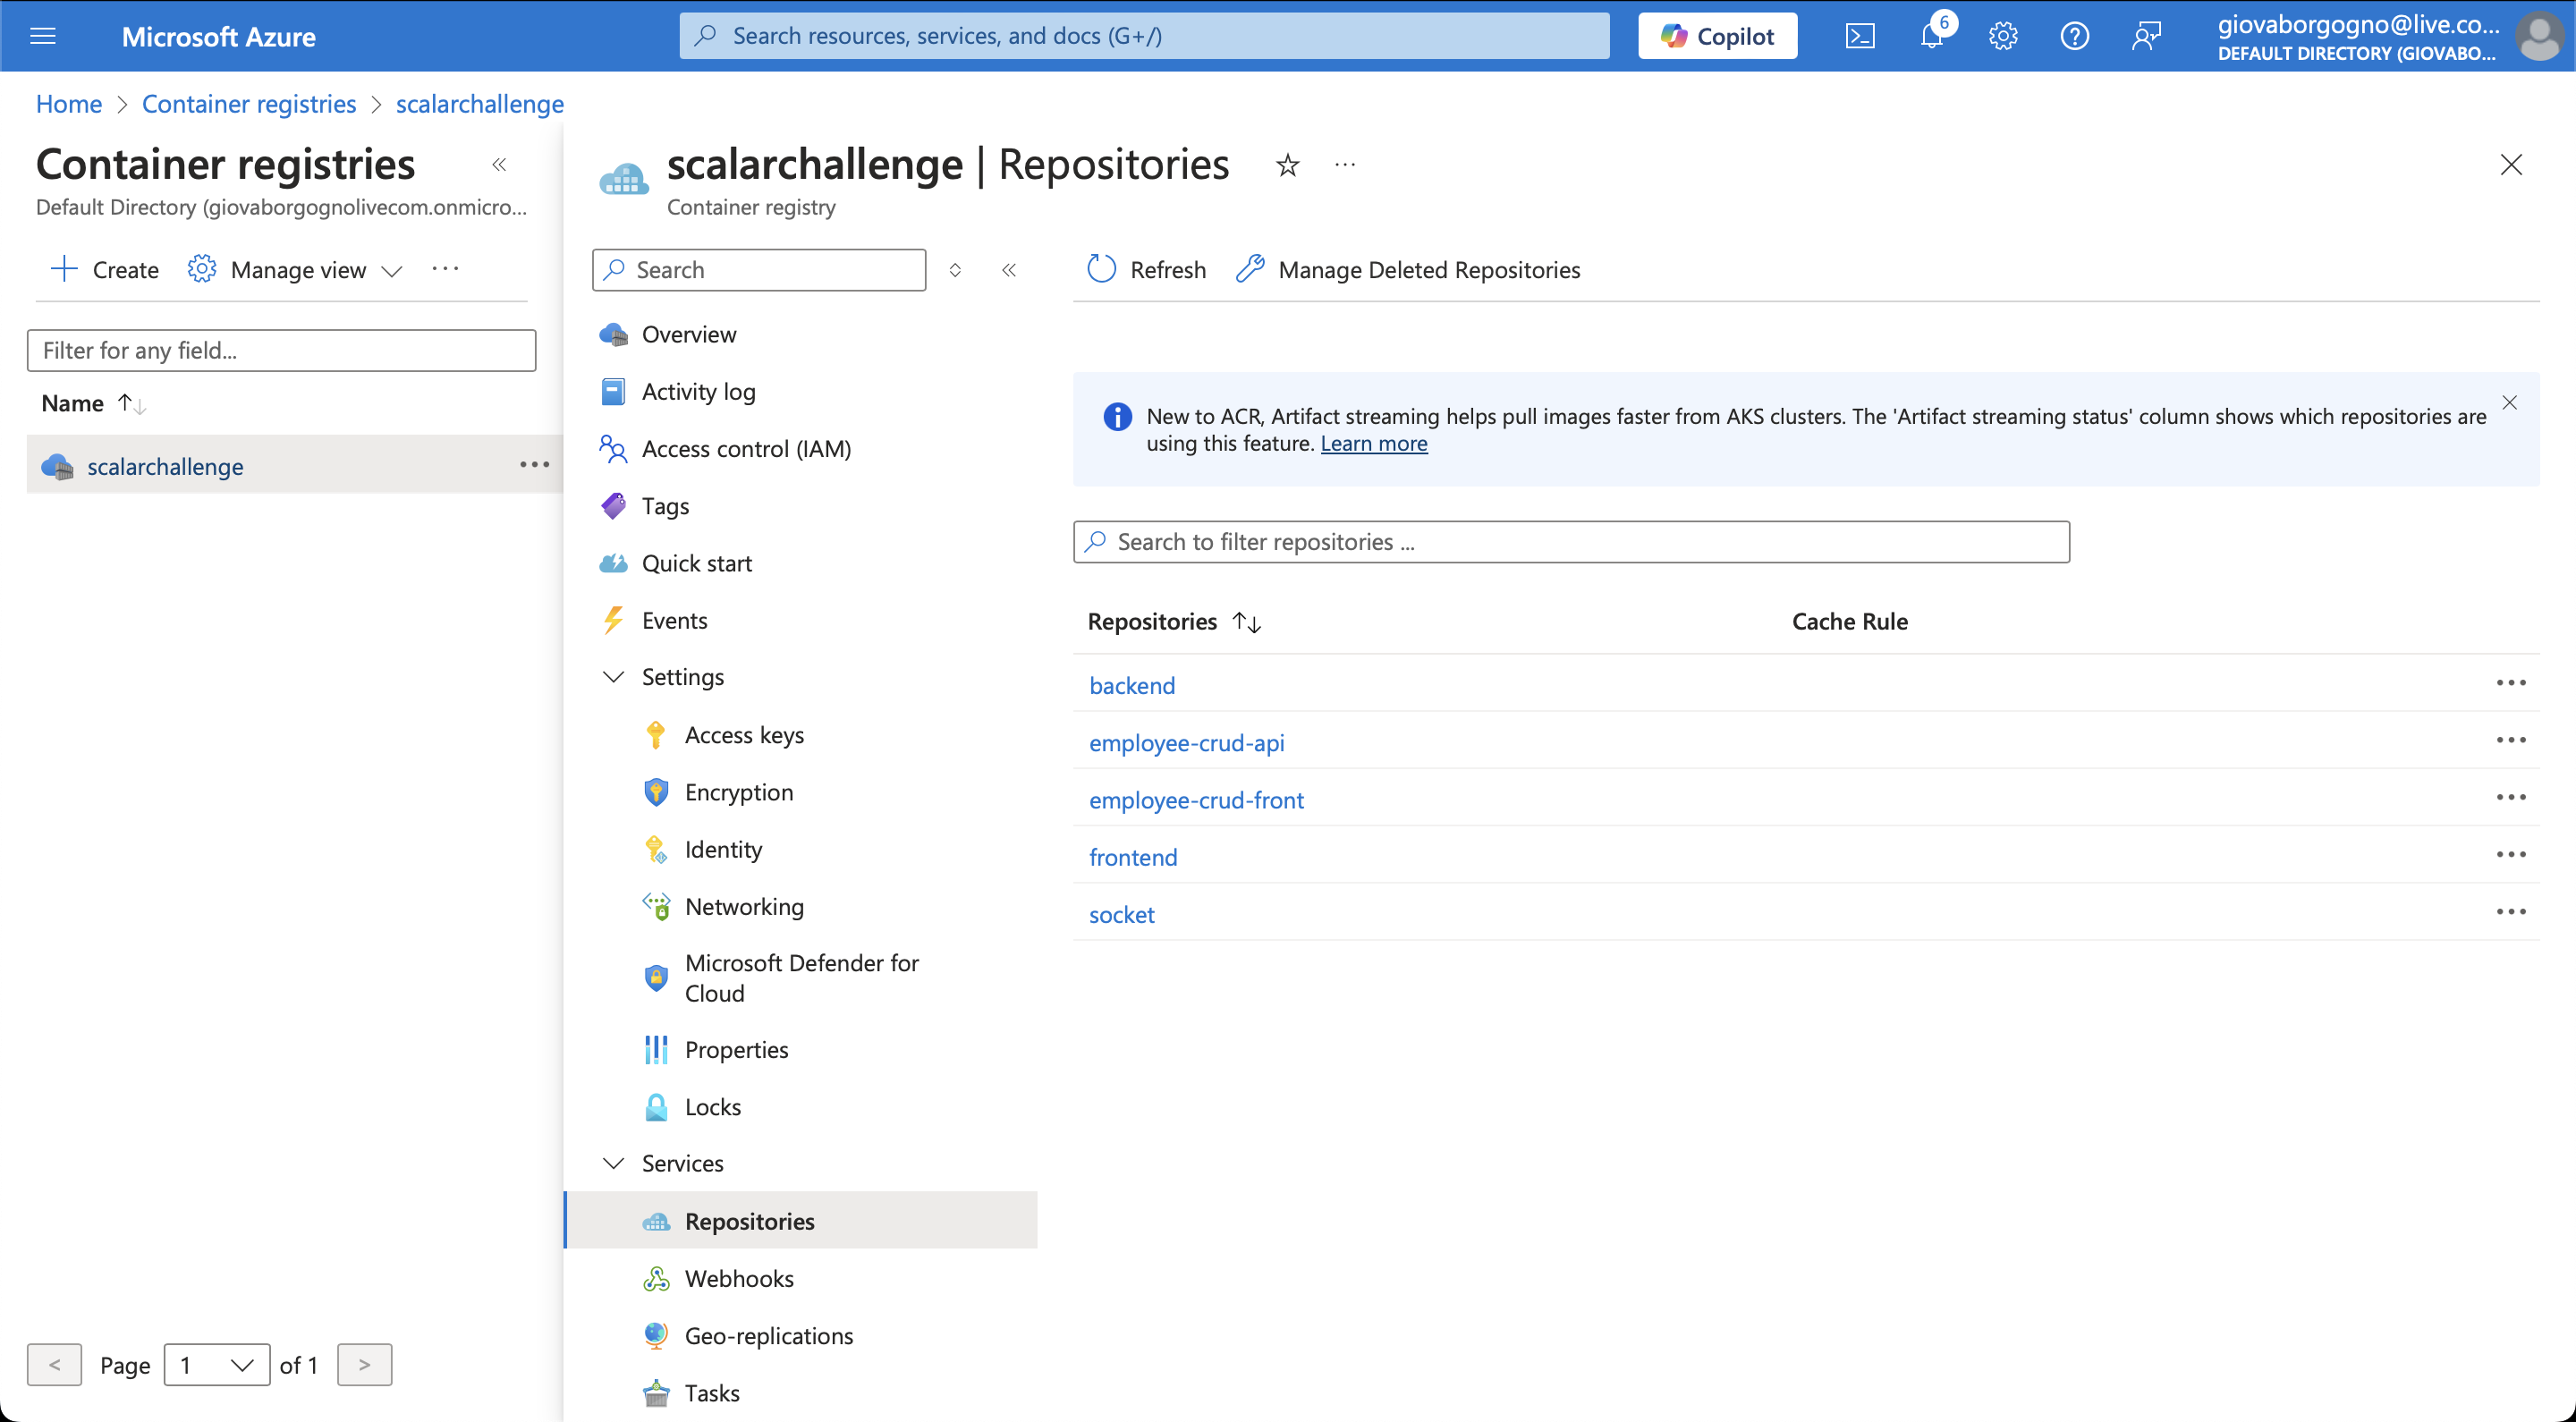 Microsoft Azure
Search resources, services, and docs (G+/)
Copilot
6
giovaborgogno@live.co...
DEFAULT DIRECTORY (GIOVABO...
Home > Container registries > scalarchallenge
Container registries
Default Directory (giovaborgognolivecom.onmicro...
Create
Manage view
Filter for any field...
Name
scalarchallenge
< Page 1 of 1 >
scalarchallenge | Repositories
Container registry
Search
Overview
Activity log
Access control (IAM)
Tags
Quick start
Events
Settings
Access keys
Encryption
Identity
Networking
Microsoft Defender for
Cloud
Properties
Locks
Services
Repositories
Webhooks
Geo-replications
Tasks
Refresh
Manage Deleted Repositories
New to ACR, Artifact streaming helps pull images faster from AKS clusters. The 'Artifact streaming status' column shows which repositories are
using this feature. Learn more
Search to filter repositories ...
Repositories
Cache Rule
backend
employee-crud-api
employee-crud-front
frontend
socket